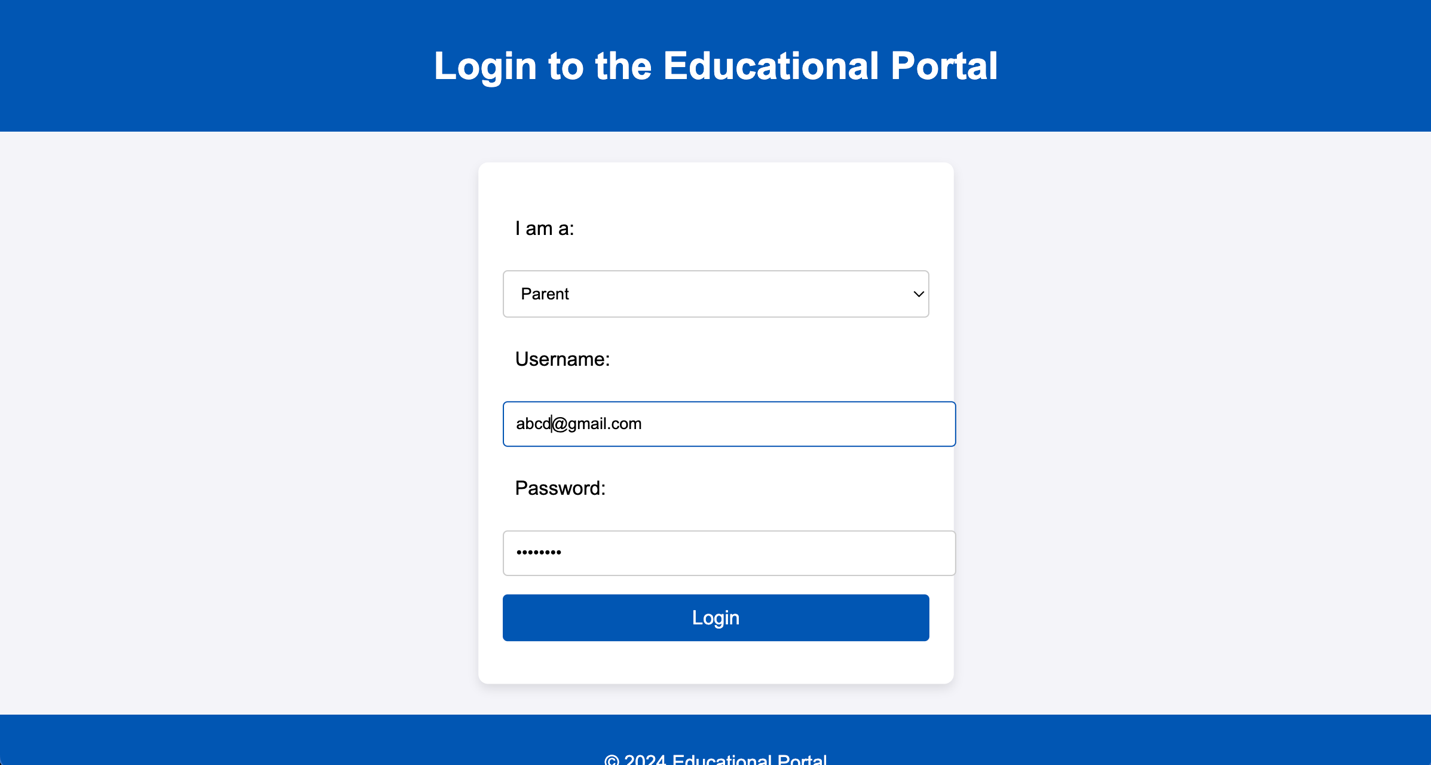 Login to the Educational Portal
I am a:
Parent
Username:
abcd@gmail.com
Password:
••••••••
Login
© 2024 Educational Portal